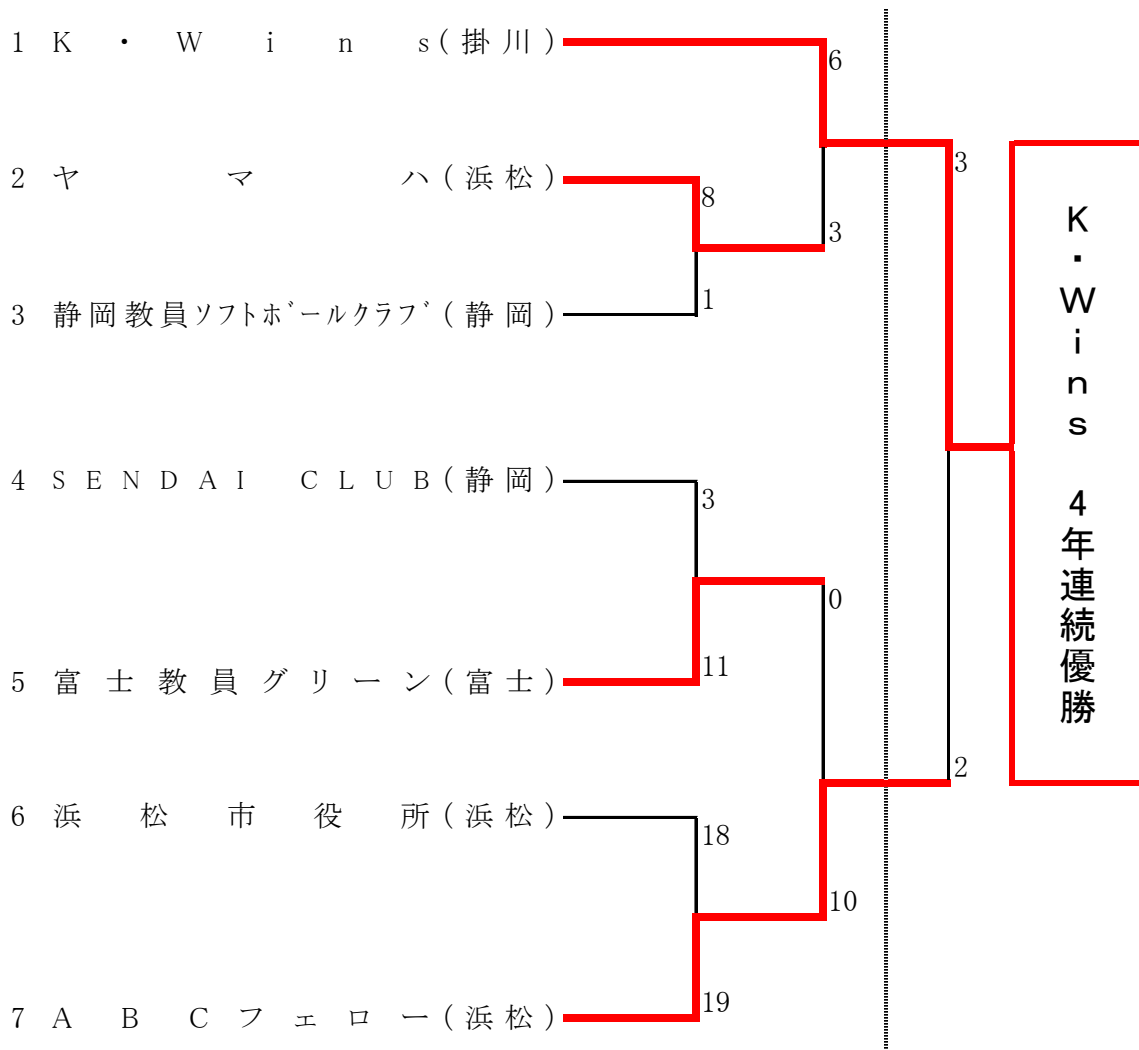 1 K・Wins(掛川)
6
2 ヤマハ(浜松)
3
8
3
3 静岡教員ソフトボールクラブ(静岡)
1
4 SENDAI CLUB(静岡)
3
0
5 富士教員グリーン(富士)
11
2
6 浜松市役所(浜松)
18
10
7 ABCフェロー(浜松)
19
K・Wins 4年連続優勝